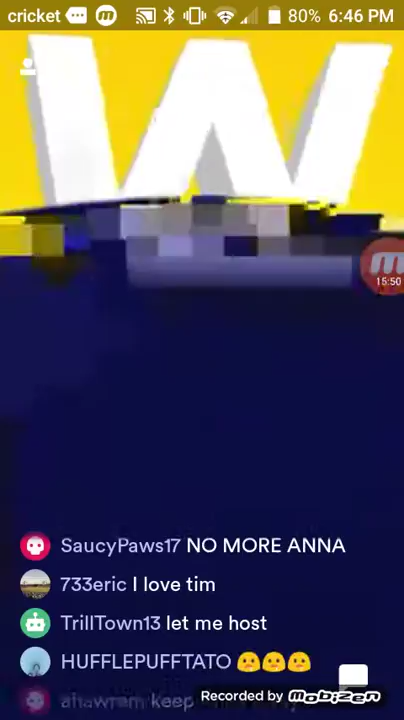 cricket 80% 6:46 PM
W
15:50
SaucyPaws17 NO MORE ANNA
733eric I love tim
TrillTown13 let me host
HUFFLEPUFFTATO 😕😕😕
keep
Recorded by mobizen